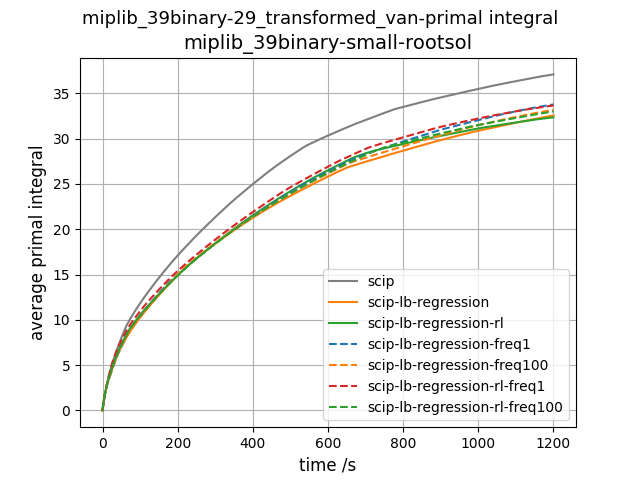 miplib_39binary-29_transformed_van-primal integral
miplib_39binary-small-rootsol
average primal integral
35
30
25
20
15
10
5
0
0 200 400 600 800 1000 1200
time /s
scip
scip-lb-regression
scip-lb-regression-rl
scip-lb-regression-freq1
scip-lb-regression-freq100
scip-lb-regression-rl-freq1
scip-lb-regression-rl-freq100